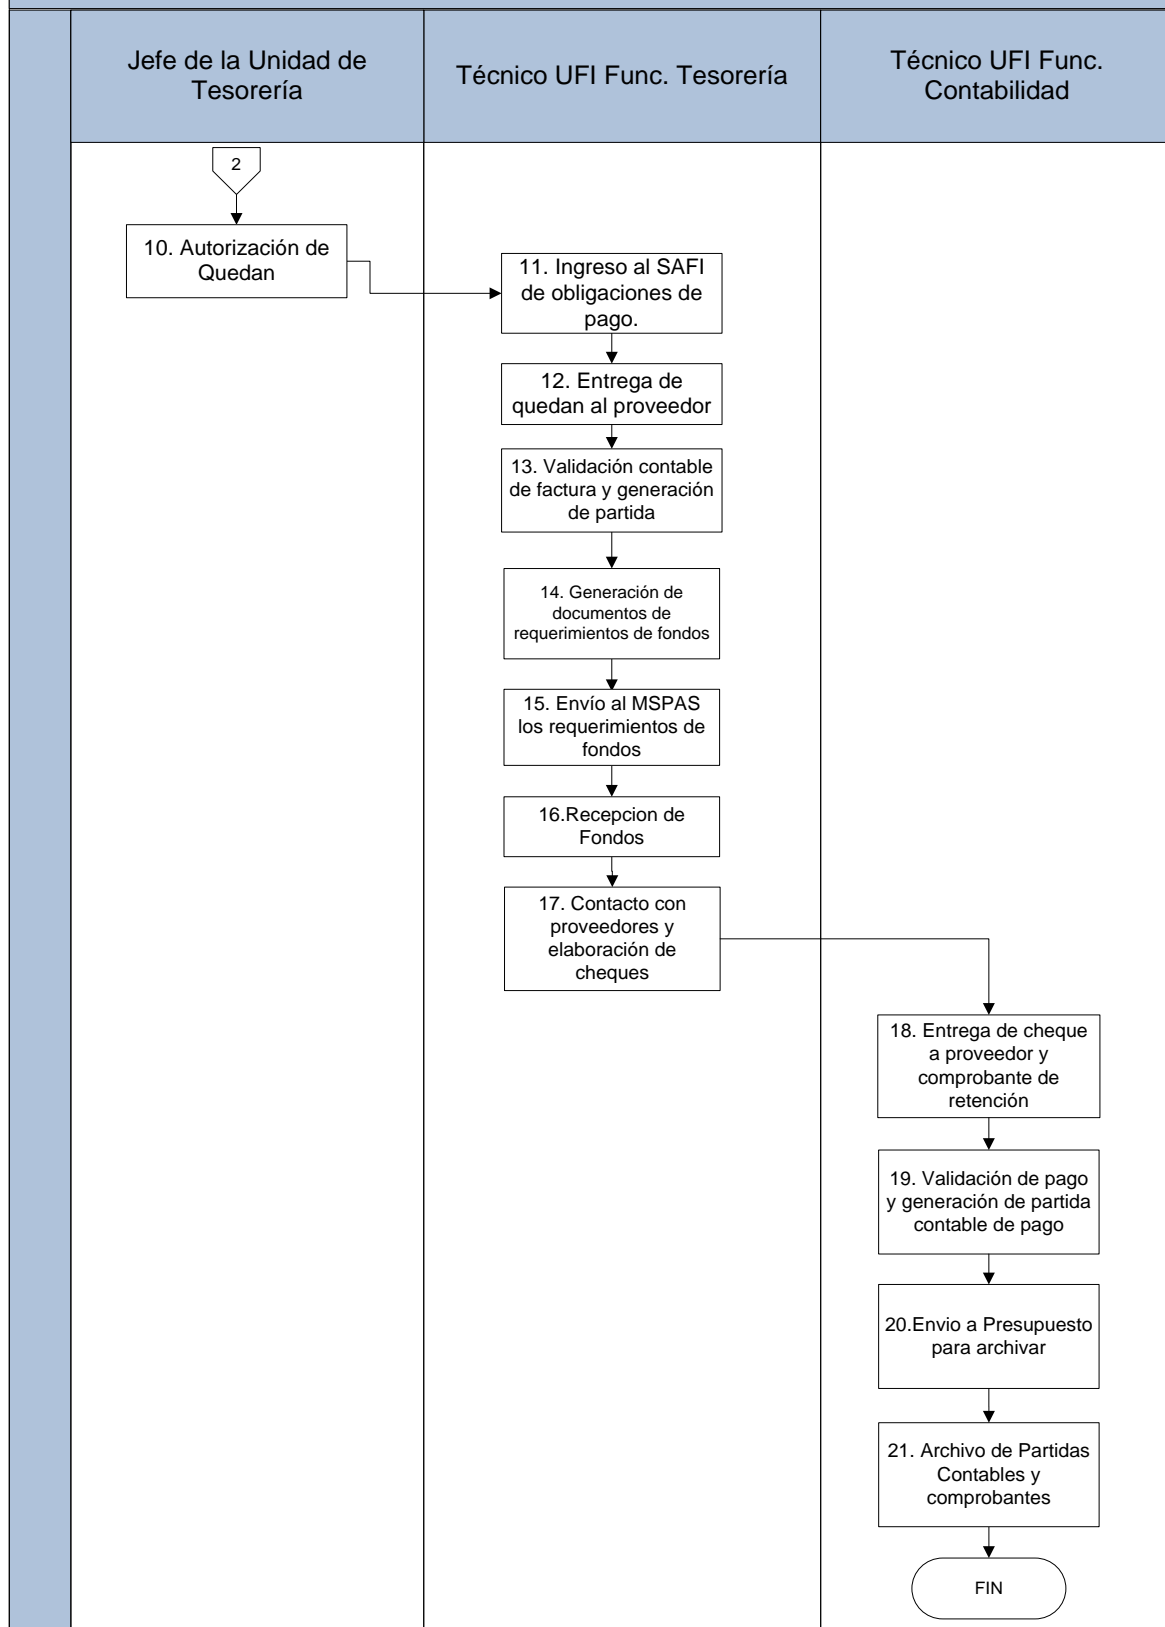 Jefe de la Unidad de
Tesorería
Técnico UFI Func. Tesorería
Técnico UFI Func.
Contabilidad
2
10. Autorización de
Quedan
11. Ingreso al SAFI
de obligaciones de
pago.
12. Entrega de
quedan al proveedor
13. Validación contable
de factura y generación
de partida
14. Generación de
documentos de
requerimientos de fondos
15. Envío al MSPAS
los requerimientos de
fondos
16.Recepcion de
Fondos
17. Contacto con
proveedores y
elaboración de
cheques
18. Entrega de cheque
a proveedor y
comprobante de
retención
19. Validación de pago
y generación de partida
contable de pago
20.Envio a Presupuesto
para archivar
21. Archivo de Partidas
Contables y
comprobantes
FIN